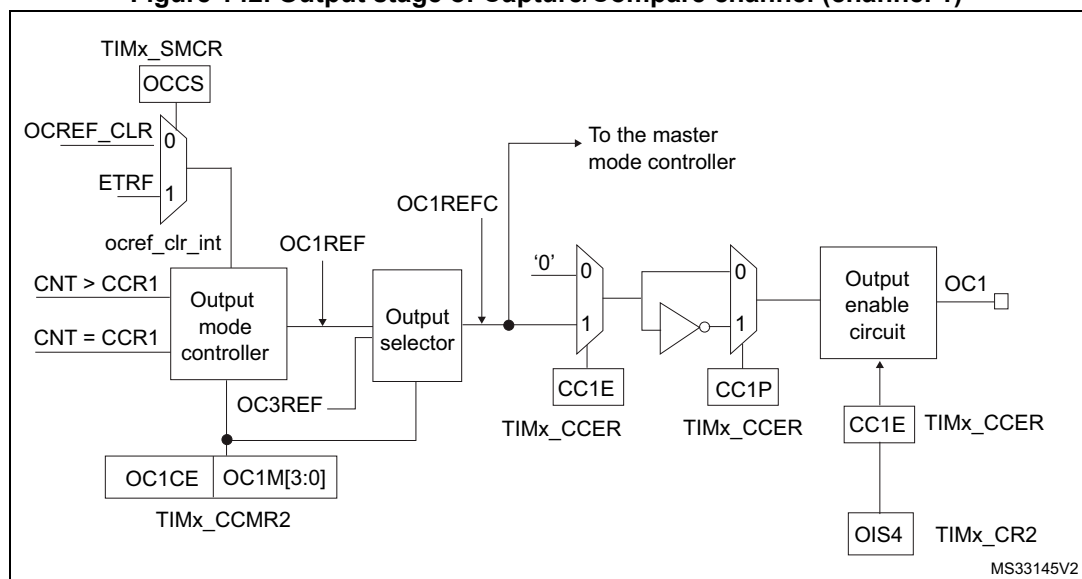 Figure 142. Output stage of Capture/Compare channel (channel 1)
TIMx_SMCR
OCCS
OCREF_CLR
0
ETRF
1
ocref_clr_int
To the master
mode controller
OC1REFC
OC1REF
CNT > CCR1
CNT = CCR1
Output
mode
controller
Output
selector
OC3REF
‘0’
0
1
CC1E
TIMx_CCER
0
1
CC1P
TIMx_CCER
Output
enable
circuit
OC1
CC1E
TIMx_CCER
OIS4
TIMx_CR2
OC1CE
OC1M[3:0]
TIMx_CCMR2
MS33145V2